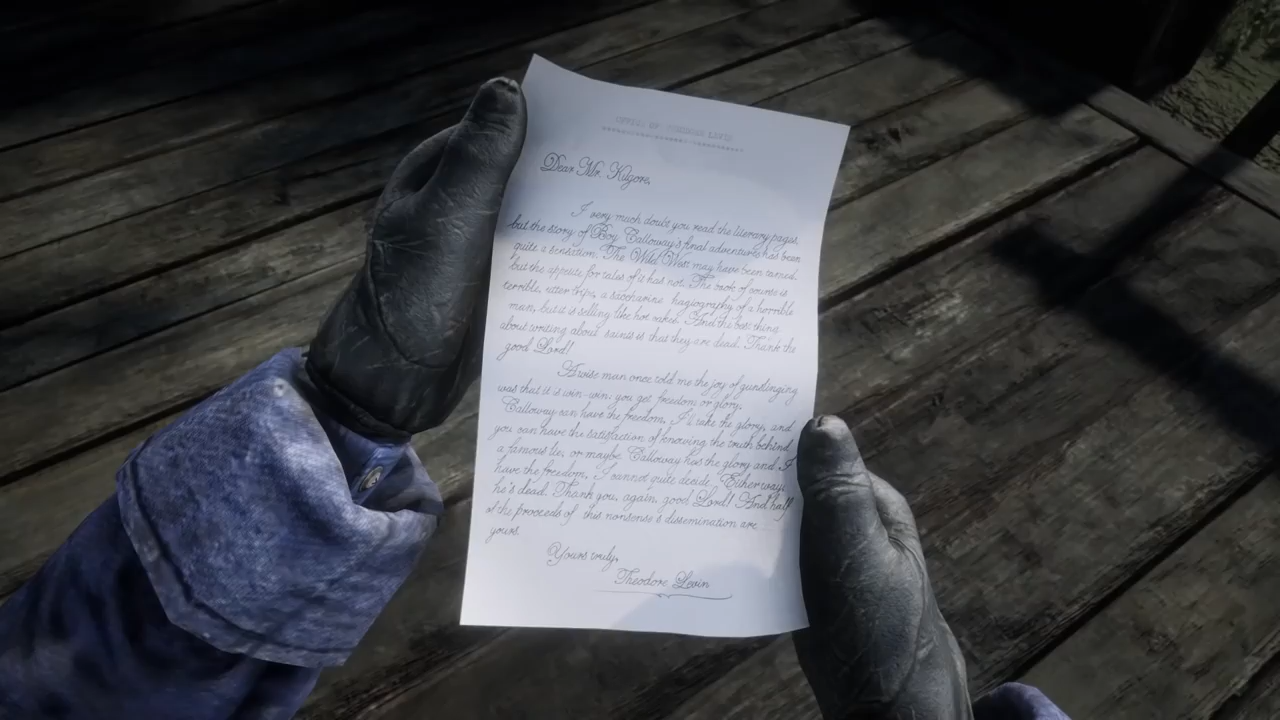 OFFICE OF THEODORE LEVIN
Dear Mr. Kilgore,
I very much doubt you read the literary pages,
but the story of Boy Calloway's final adventures has been
quite a sensation. The Wild West may have been tamed,
but the appetite for tales of it has not. The book of course is
terrible, utter tripe, a saccharine hagiography of a horrible
man, but it is selling like hot cakes. And the best thing
about writing about saints is that they are dead. Thank the
good Lord!
A wise man once told me the joy of gunslinging
was that it is win-win: you get freedom or glory.
Calloway can have the freedom, I'll take the glory, and
you can have the satisfaction of knowing the truth behind
a famous lie, or maybe Calloway has the glory and I
have the freedom, I cannot quite decide. Either way:
he's dead. Thank you, again, good Lord! And half
of the proceeds of this nonsense's dissemination are
yours.
Yours truly,
Theodore Levin